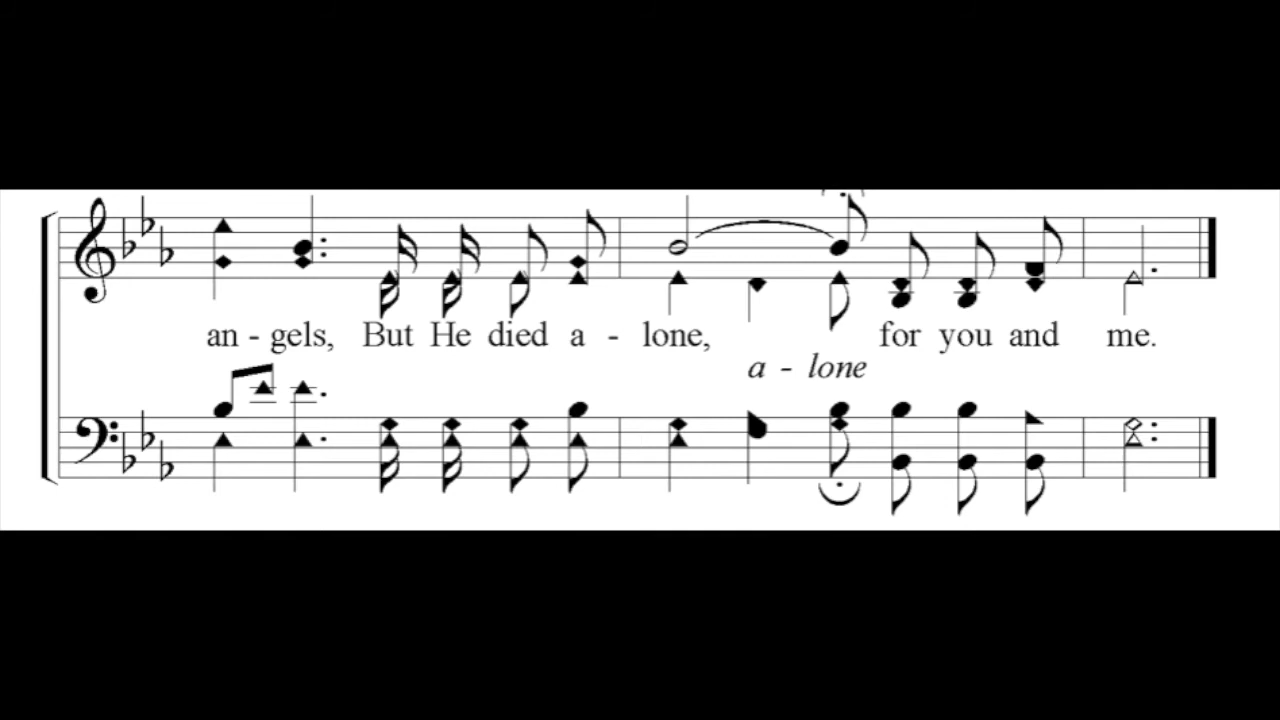 an - gels, But He died a - lone, for you and me.
a - lone